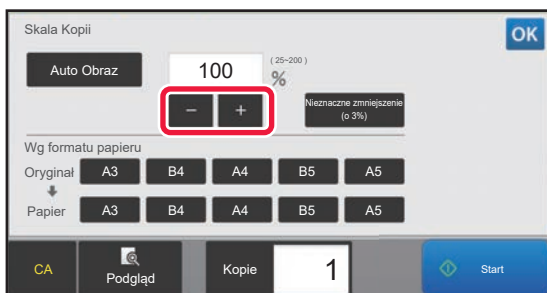 Skala Kopii
OK
Auto Obraz
100
(25~200)
%
- +
Nieznaczne zmniejszenie
(o 3%)
Wg formatu papieru
Oryginał A3 B4 A4 B5 A5
Papier A3 B4 A4 B5 A5
CA
Podgląd
Kopie
1
Start